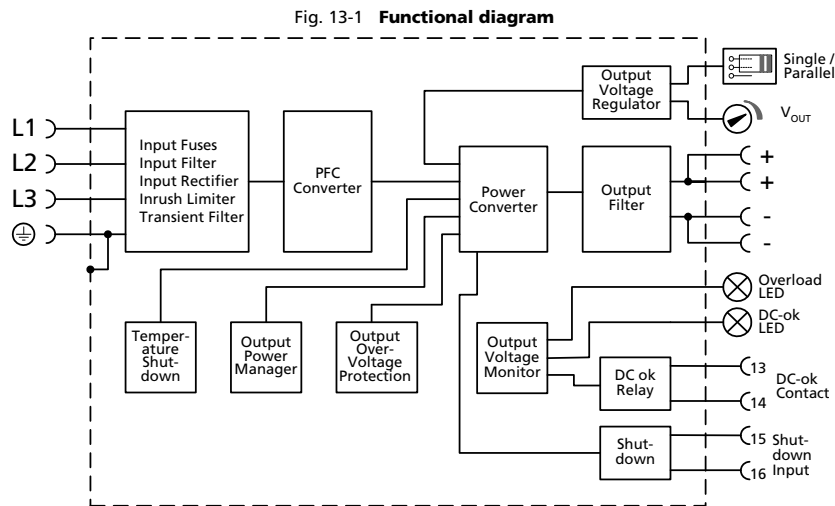 Fig. 13-1 Functional diagram
Single /
Parallel
Output
Voltage
Regulator
VOUT
L1
L2
L3
Input Fuses
Input Filter
Input Rectifier
Inrush Limiter
Transient Filter
PFC
Converter
Power
Converter
Output
Filter
+
+
-
-
Temper-
ature
Shut-
down
Output
Power
Manager
Output
Over-
Voltage
Protection
Output
Voltage
Monitor
Overload
LED
DC-ok
LED
DC ok
Relay
13
14
DC-ok
Contact
Shut-
down
15
16
Shut-
down
Input